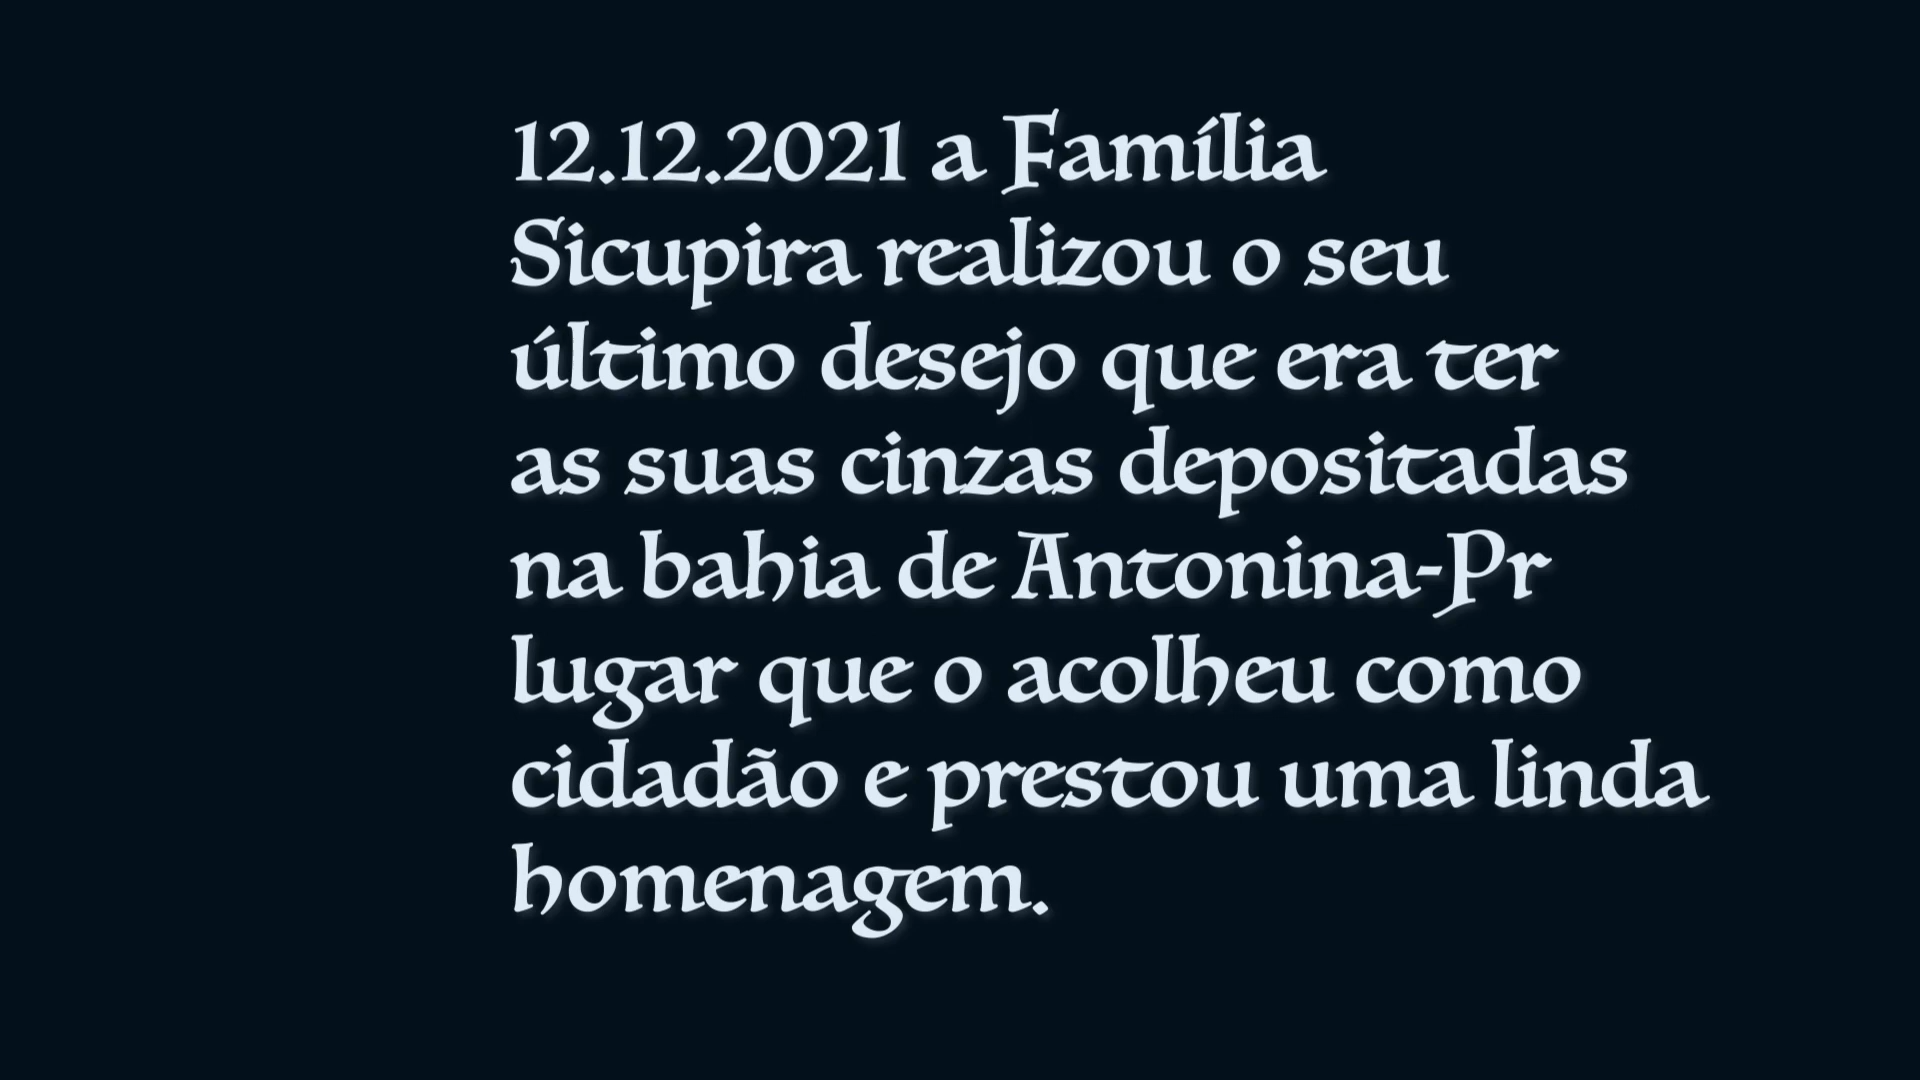 12.12.2021 a Família
Sicupira realizou o seu
último desejo que era ter
as suas cinzas depositadas
na bahia de Antonina-Pr
lugar que o acolheu como
cidadão e prestou uma linda
homenagem.